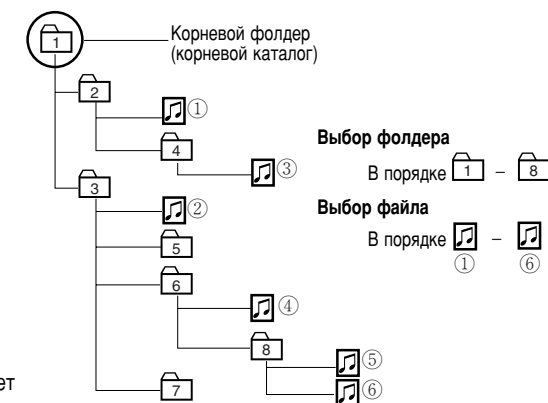 1
Корневой фолдер
(корневой каталог)
2
①
4
③
3
②
5
6
④
8
⑤
⑥
7
Выбор фолдера
В порядке 1 – 8
Выбор файла
В порядке –
① ⑥
ет